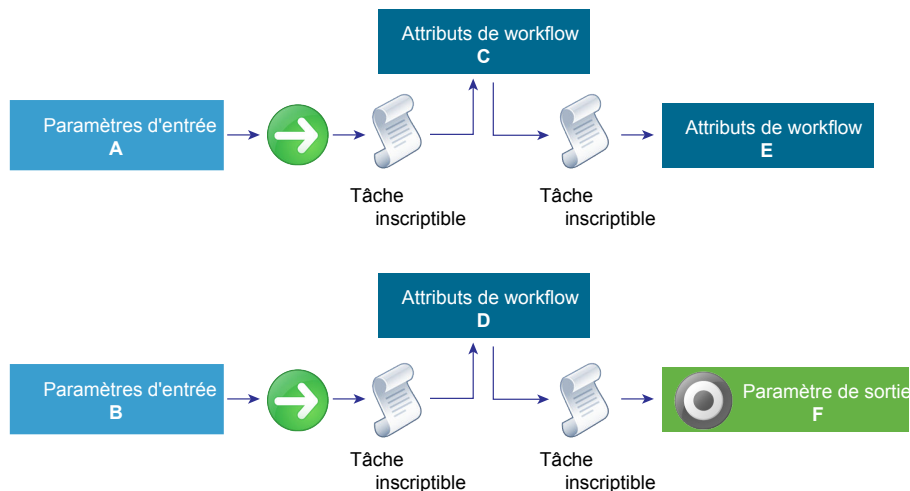 Attributs de workflow
C
Paramètres d'entrée
A
Attributs de workflow
E
Tâche
inscriptible
Tâche
inscriptible
Attributs de workflow
D
Paramètres d'entrée
B
Paramètre de sortie
F
Tâche
inscriptible
Tâche
inscriptible